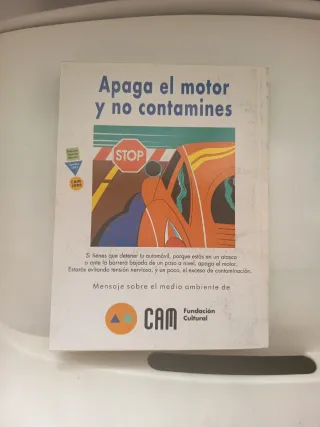 Apaga el motor
y no contamines
STOP
Si tienes que detener tu automóvil, porque estás en un atasco
o ante la barrera bajada de un paso a nivel, apaga el motor.
Estarás evitando tensión nerviosa, y un poco, el exceso de contaminación.
Mensaje sobre el medio ambiente de
CAM
Fundación
Cultural